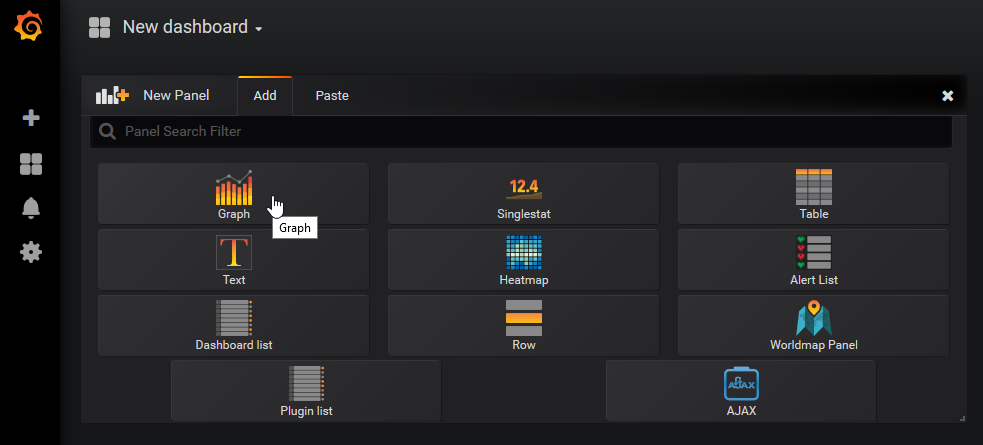 New dashboard
New Panel Add Paste
Panel Search Filter
12.4
Graph Singlestat Table
Graph
T
Text Heatmap Alert List
Dashboard list Row Worldmap Panel
AJAX
Plugin list AJAX